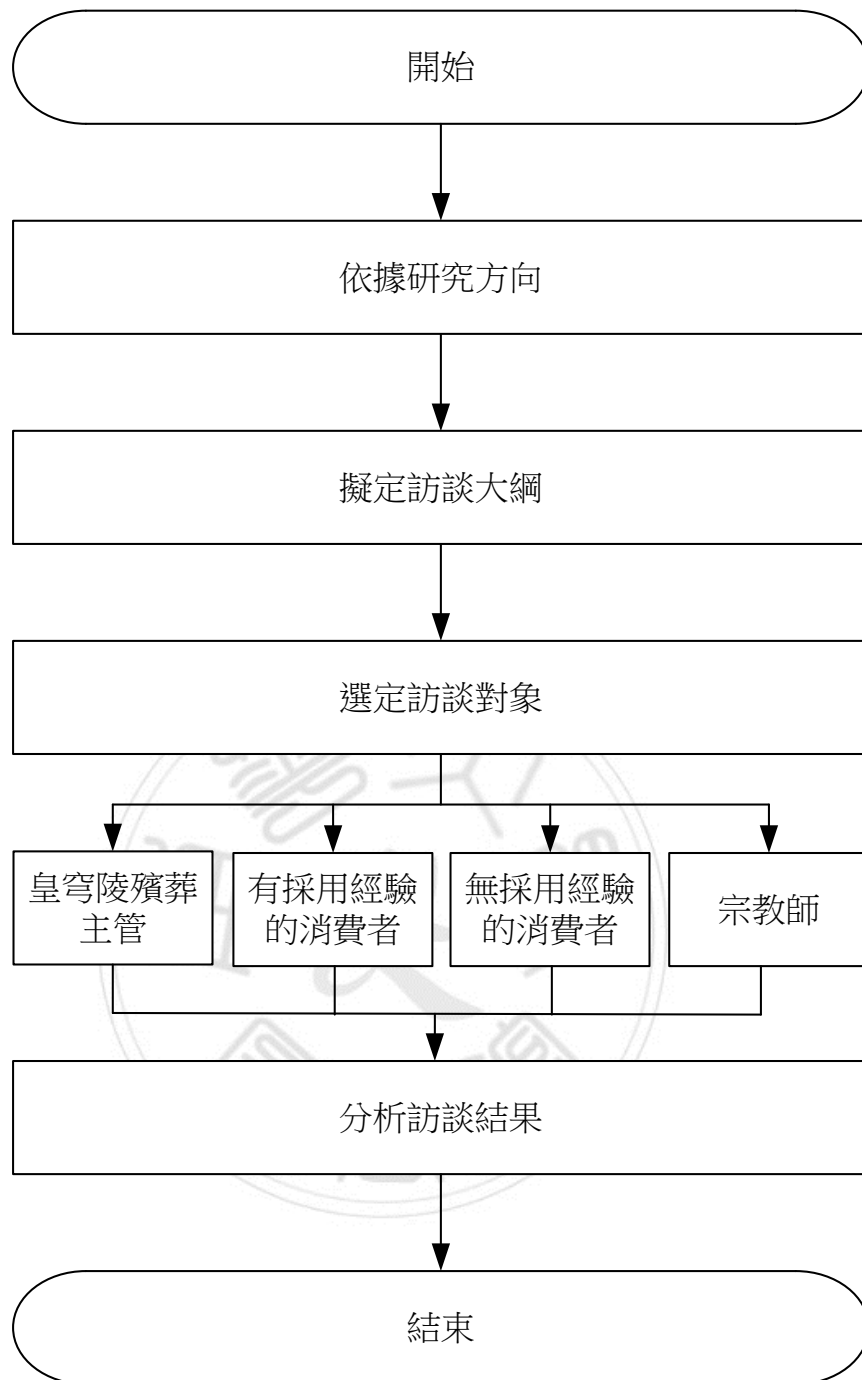 開始
依據研究方向
擬定訪談大綱
選定訪談對象
皇穹陵殯葬
主管
有採用經驗
的消費者
無採用經驗
的消費者
宗教師
分析訪談結果
結束